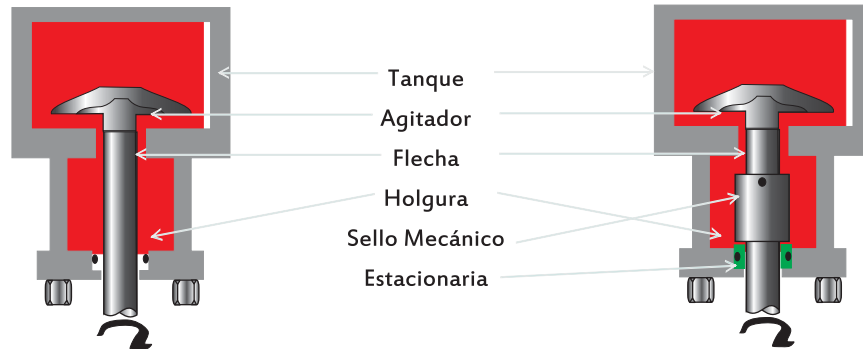 Tanque
Agitador
Flecha
Holgura
Sello Mecánico
Estacionaria